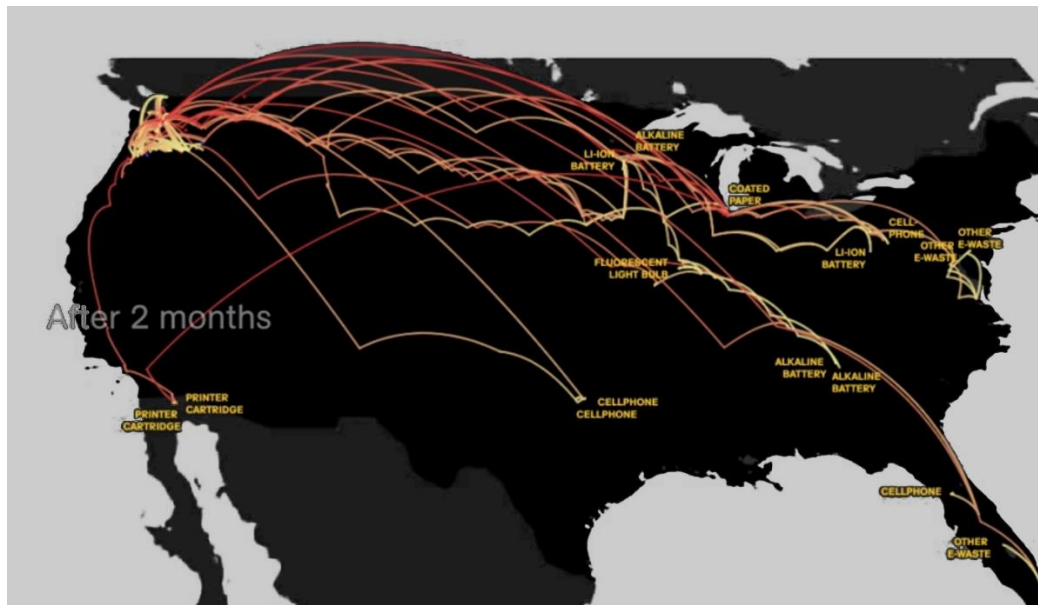 ALKALINE
BATTERY
LI-ION
BATTERY
COATED
PAPER
CELL-
PHONE
OTHER
E-WASTE
OTHER
E-WASTE
LI-ION
BATTERY
FLUORESCENT
LIGHT BULB
After 2 months
ALKALINE
BATTERY
ALKALINE
BATTERY
PRINTER
CARTRIDGE
PRINTER
CARTRIDGE
CELLPHONE
CELLPHONE
CELLPHONE
OTHER
E-WASTE